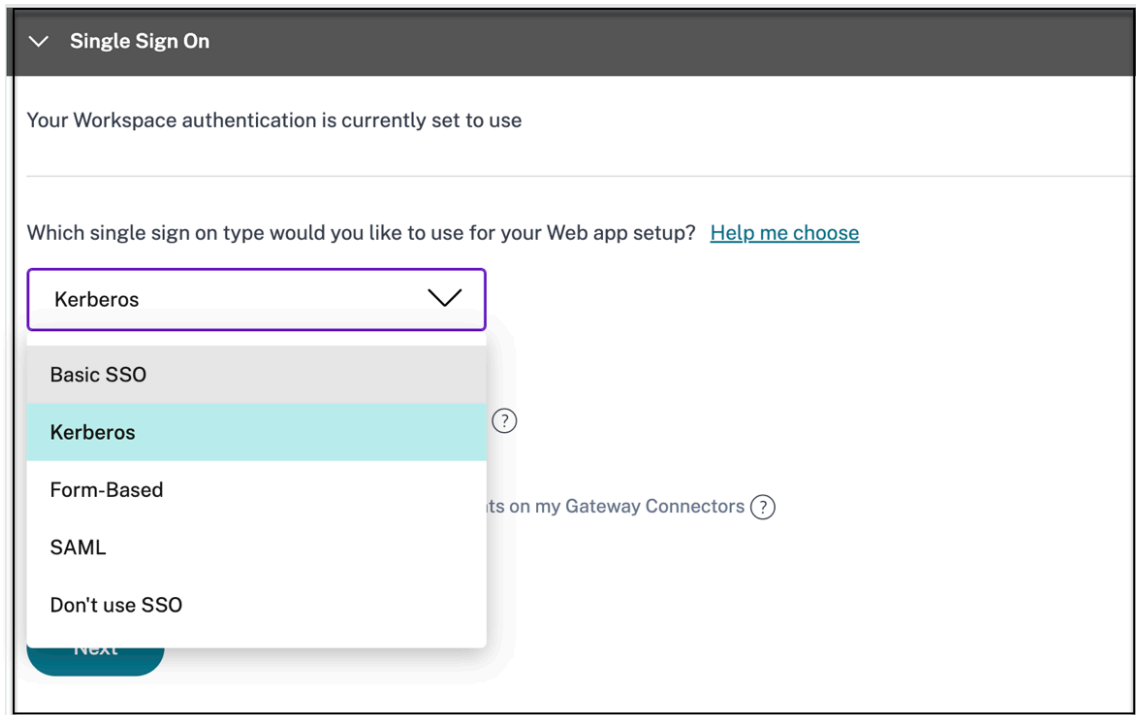 Single Sign On
Your Workspace authentication is currently set to use
Which single sign on type would you like to use for your Web app setup? Help me choose
Kerberos
Basic SSO
Kerberos
?
Form-Based
on my Gateway Connectors ?
SAML
Don't use SSO
Next